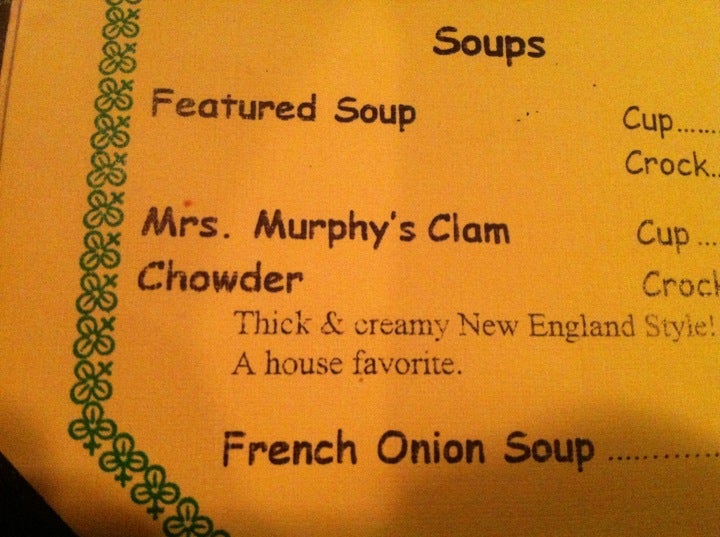 Soups
Featured Soup Cup......
Crock..
Mrs. Murphy's Clam Cup ...
Chowder Crock
Thick & creamy New England Style!
A house favorite.
French Onion Soup ............